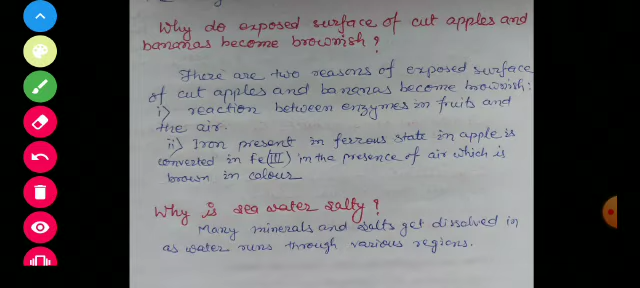 Why do exposed surface of cut apples and
bananas become brownish?
There are two reasons of exposed surface
of cut apples and bananas become brownish:
i) reaction between enzymes in fruits and
the air.
ii) Iron present in ferrous state in apple is
converted in Fe(III) in the presence of air which is
brown in colour
Why is sea water salty?
Many minerals and salts get dissolved in
as water runs through various regions.